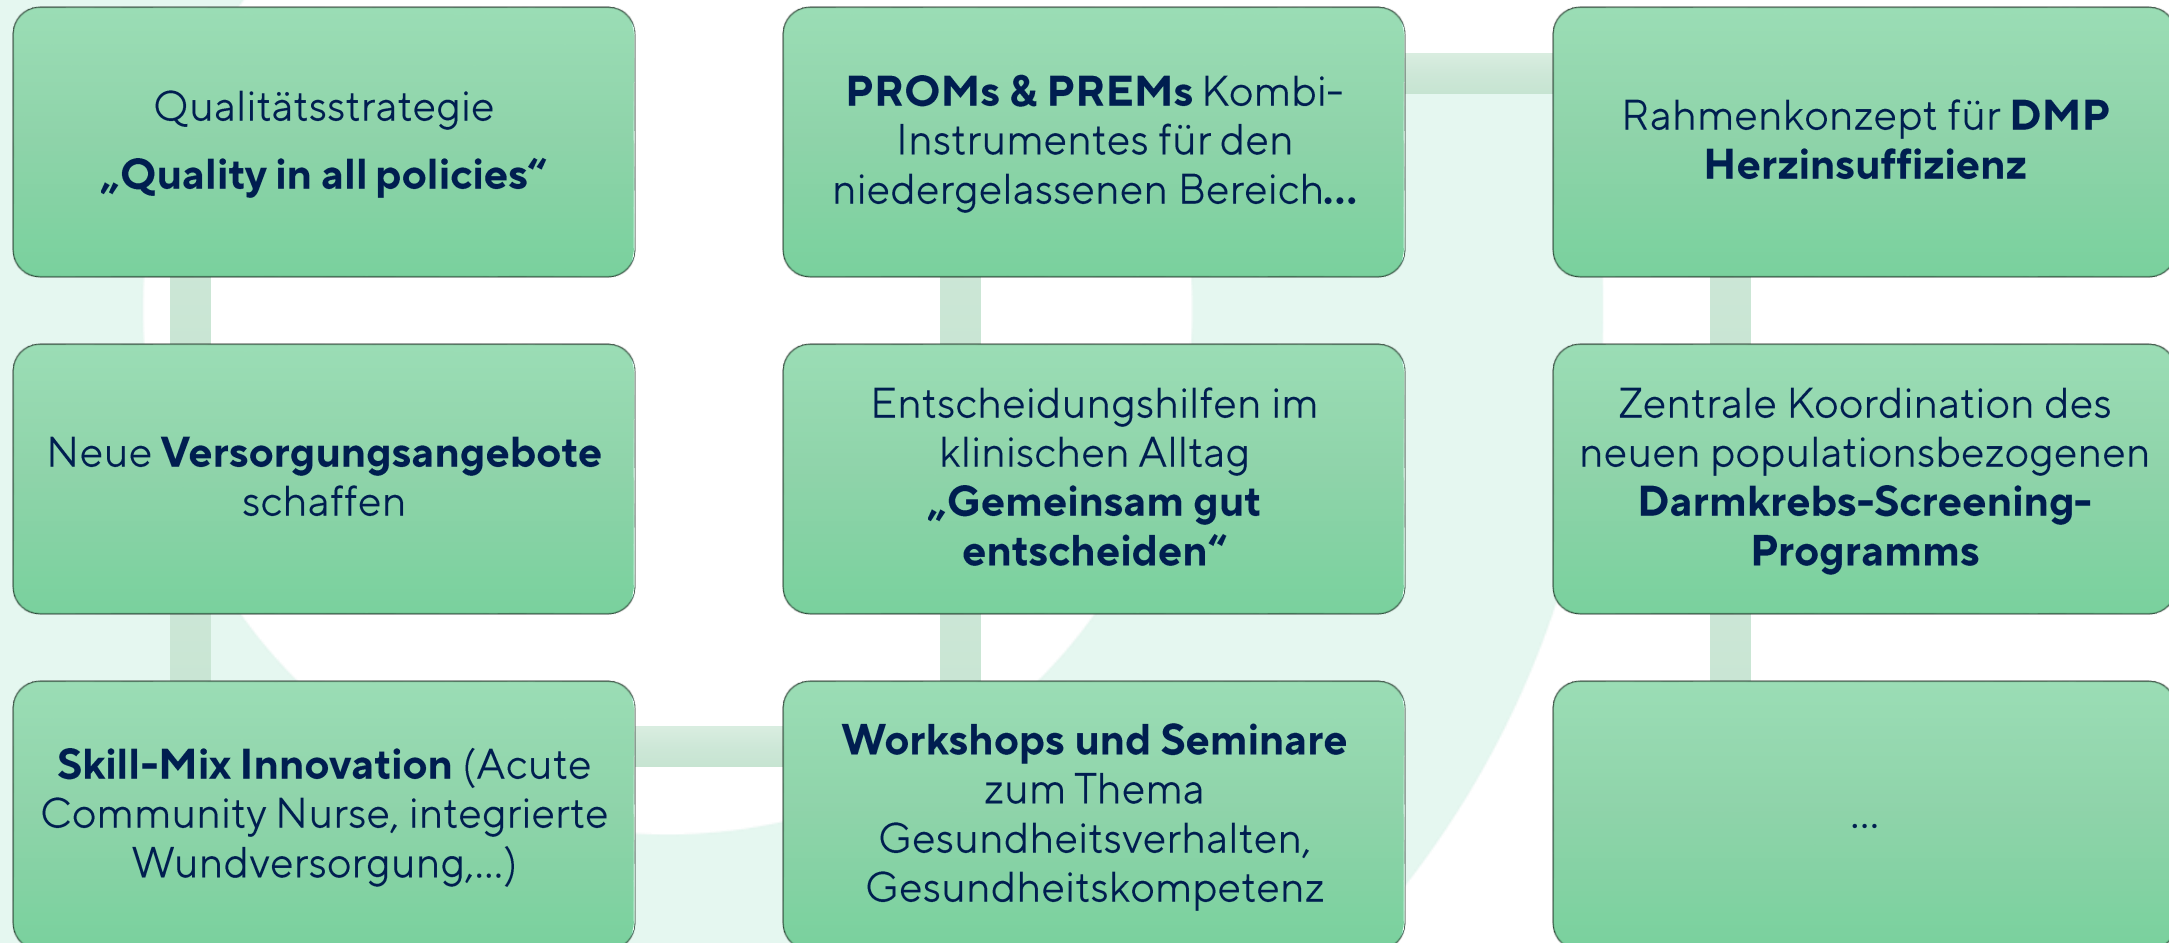 Qualitätsstrategie
„Quality in all policies“
Neue Versorgungsangebote
schaffen
Skill-Mix Innovation (Acute
Community Nurse, integrierte
Wundversorgung,...)
Workshops und Seminare
zum Thema
Gesundheitsverhalten,
Gesundheitskompetenz
Entscheidungshilfen im
klinischen Alltag
„Gemeinsam gut
entscheiden“
PROMs & PREMs Kombi-
Instrumentes für den
niedergelassenen Bereich...
Rahmenkonzept für DMP
Herzinsuffizienz
Zentrale Koordination des
neuen populationsbezogenen
Darmkrebs-Screening-
Programms
...